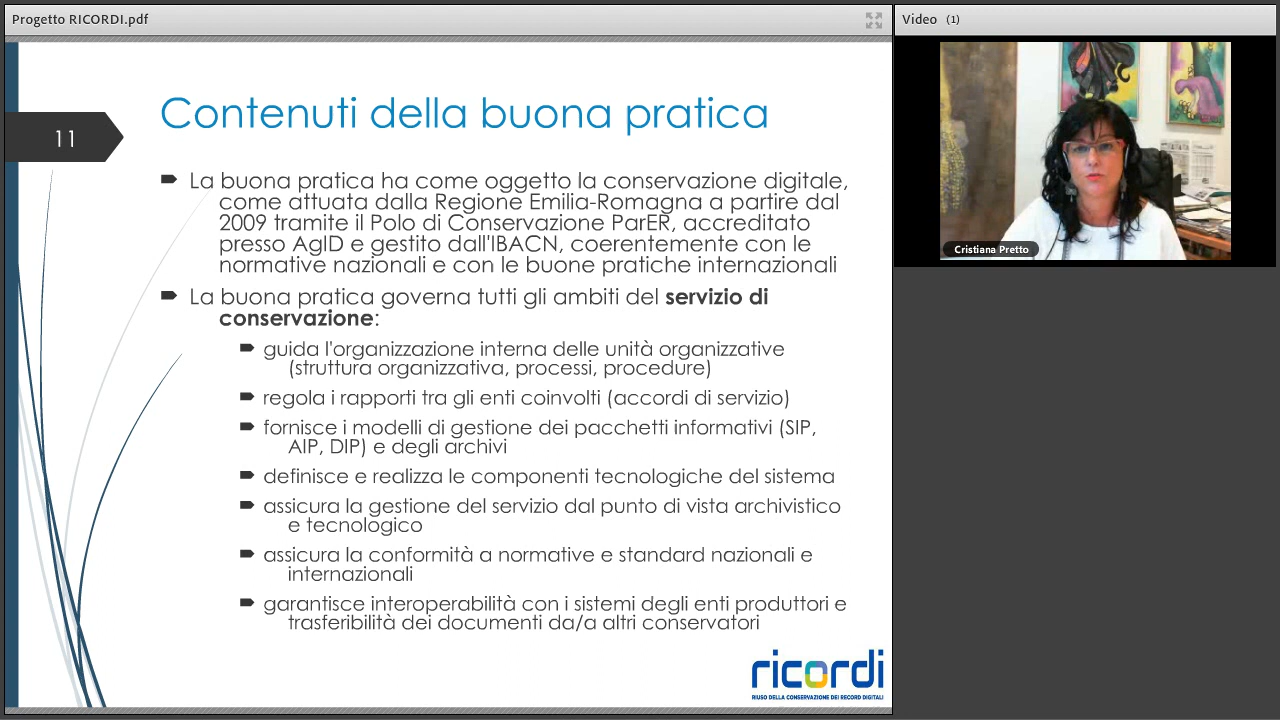 Progetto RICORDI.pdf
Video (1)
Contenuti della buona pratica
11
La buona pratica ha come oggetto la conservazione digitale,
come attuata dalla Regione Emilia-Romagna a partire dal
2009 tramite il Polo di Conservazione ParER, accreditato
presso AgID e gestito dall'IBACN, coerentemente con le
normative nazionali e con le buone pratiche internazionali
La buona pratica governa tutti gli ambiti del servizio di
conservazione:
guida l'organizzazione interna delle unità organizzative
(struttura organizzativa, processi, procedure)
regola i rapporti tra gli enti coinvolti (accordi di servizio)
fornisce i modelli di gestione dei pacchetti informativi (SIP,
AIP, DIP) e degli archivi
definisce e realizza le componenti tecnologiche del sistema
assicura la gestione del servizio dal punto di vista archivistico
e tecnologico
assicura la conformità a normative e standard nazionali e
internazionali
garantisce interoperabilità con i sistemi degli enti produttori e
trasferibilità dei documenti da/a altri conservatori
ricordi
RIUSO DELLA CONSERVAZIONE DEI RECORD DIGITALI
Cristiana Pretto